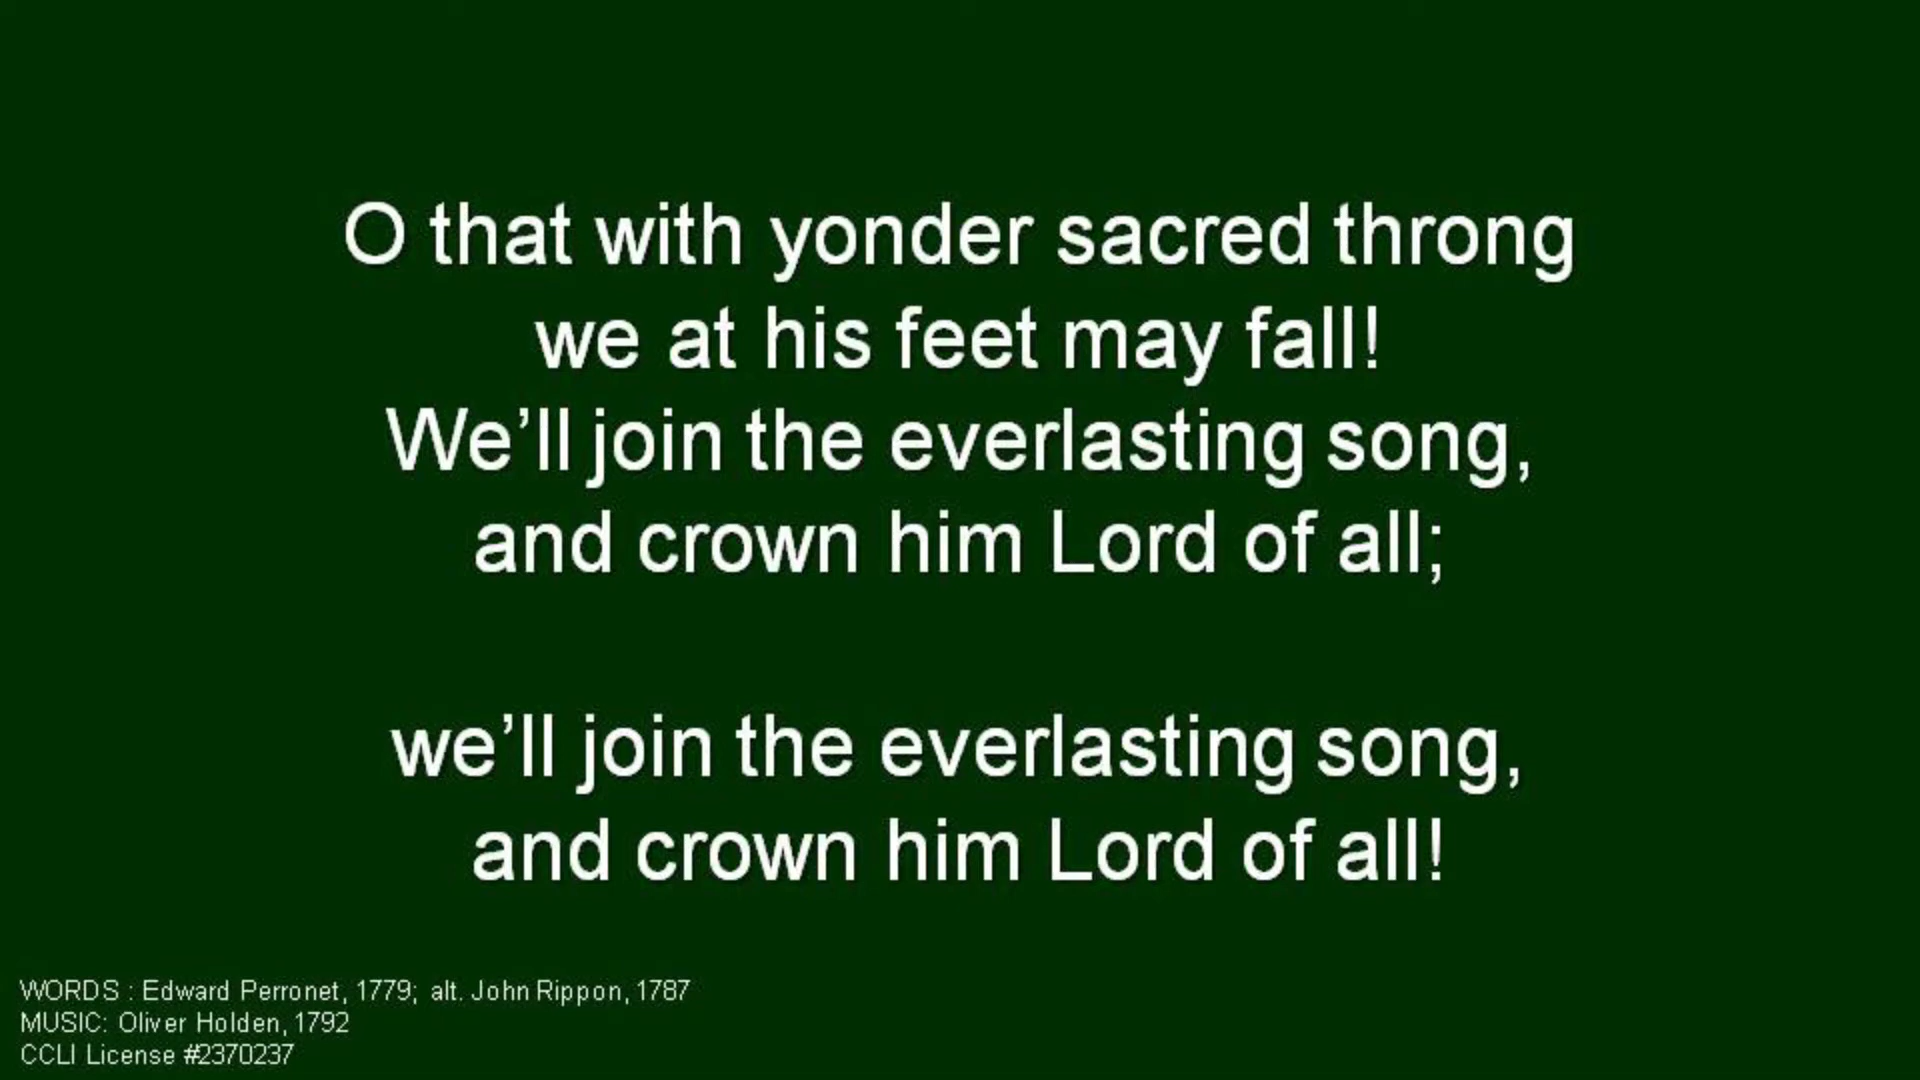 O that with yonder sacred throng
we at his feet may fall!
We’ll join the everlasting song,
and crown him Lord of all;
we’ll join the everlasting song,
and crown him Lord of all!
WORDS : Edward Perronet, 1779; alt. John Rippon, 1787
MUSIC: Oliver Holden, 1792
CCLI License #2370237